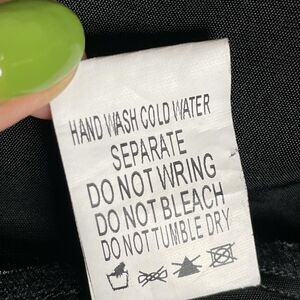 HAND WASH COLD WATER
SEPARATE
DO NOT WRING
DO NOT BLEACH
DO NOT TUMBLE DRY